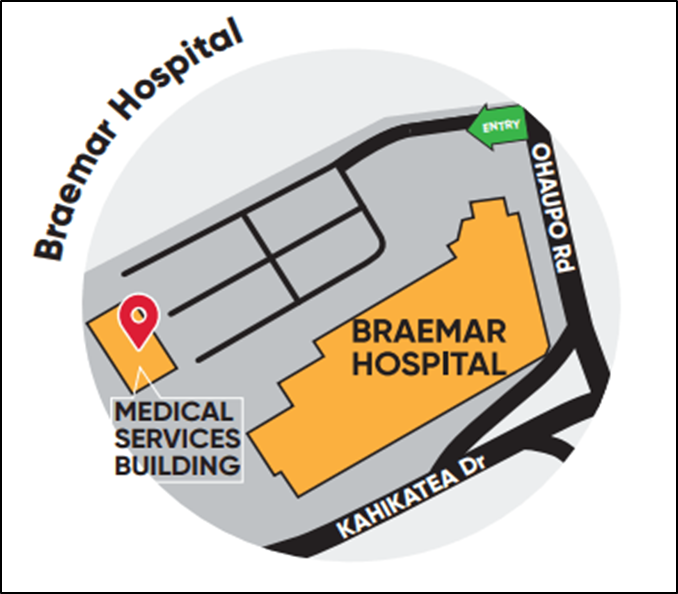 Braemar Hospital
ENTRY
OHAUPO Rd
BRAEMAR
HOSPITAL
MEDICAL
SERVICES
BUILDING
KAHIKATEA Dr